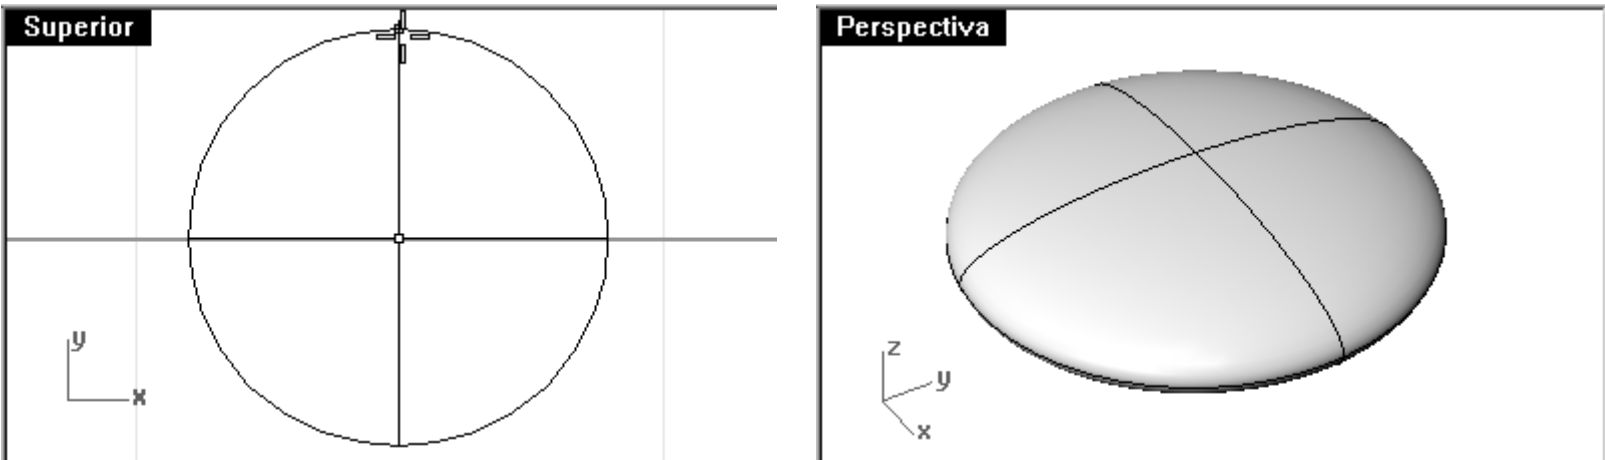 Superior
y
x
Perspectiva
z
y
x